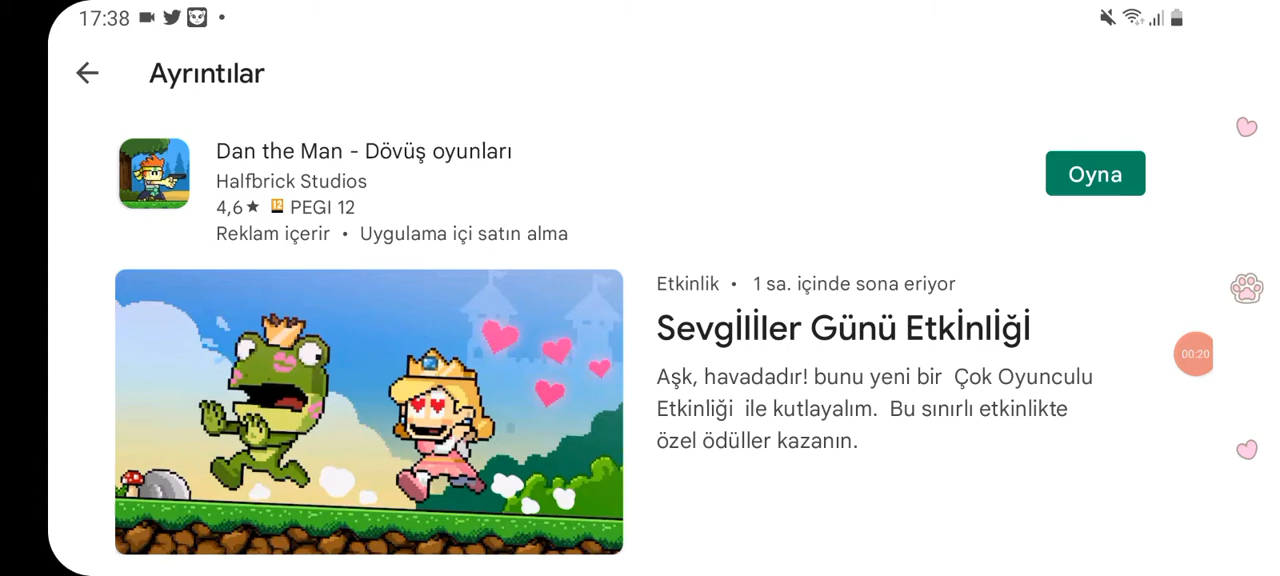 17:38
Ayrıntılar
Dan the Man - Dövüş oyunları
Halfbrick Studios
4,6★ 12 PEGI 12
Reklam içerir • Uygulama içi satın alma
Oyna
Etkinlik • 1 sa. içinde sona eriyor
Sevgİlİler Günü Etkİnlİğİ
Aşk, havadadır! bunu yeni bir Çok Oyunculu
Etkinliği ile kutlayalım. Bu sınırlı etkinlikte
özel ödüller kazanın.
00:20